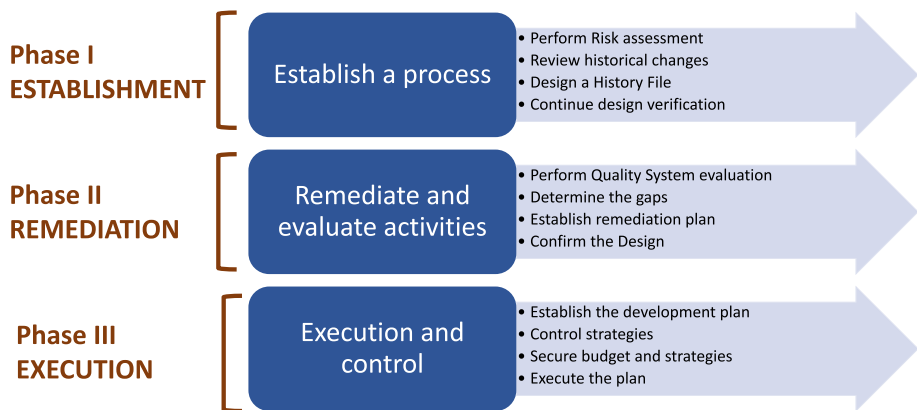 Phase I
ESTABLISHMENT
Establish a process
• Perform Risk assessment
• Review historical changes
• Design a History File
• Continue design verification
Phase II
REMEDIATION
Remediate and
evaluate activities
• Perform Quality System evaluation
• Determine the gaps
• Establish remediation plan
• Confirm the Design
Phase III
EXECUTION
Execution and
control
• Establish the development plan
• Control strategies
• Secure budget and strategies
• Execute the plan